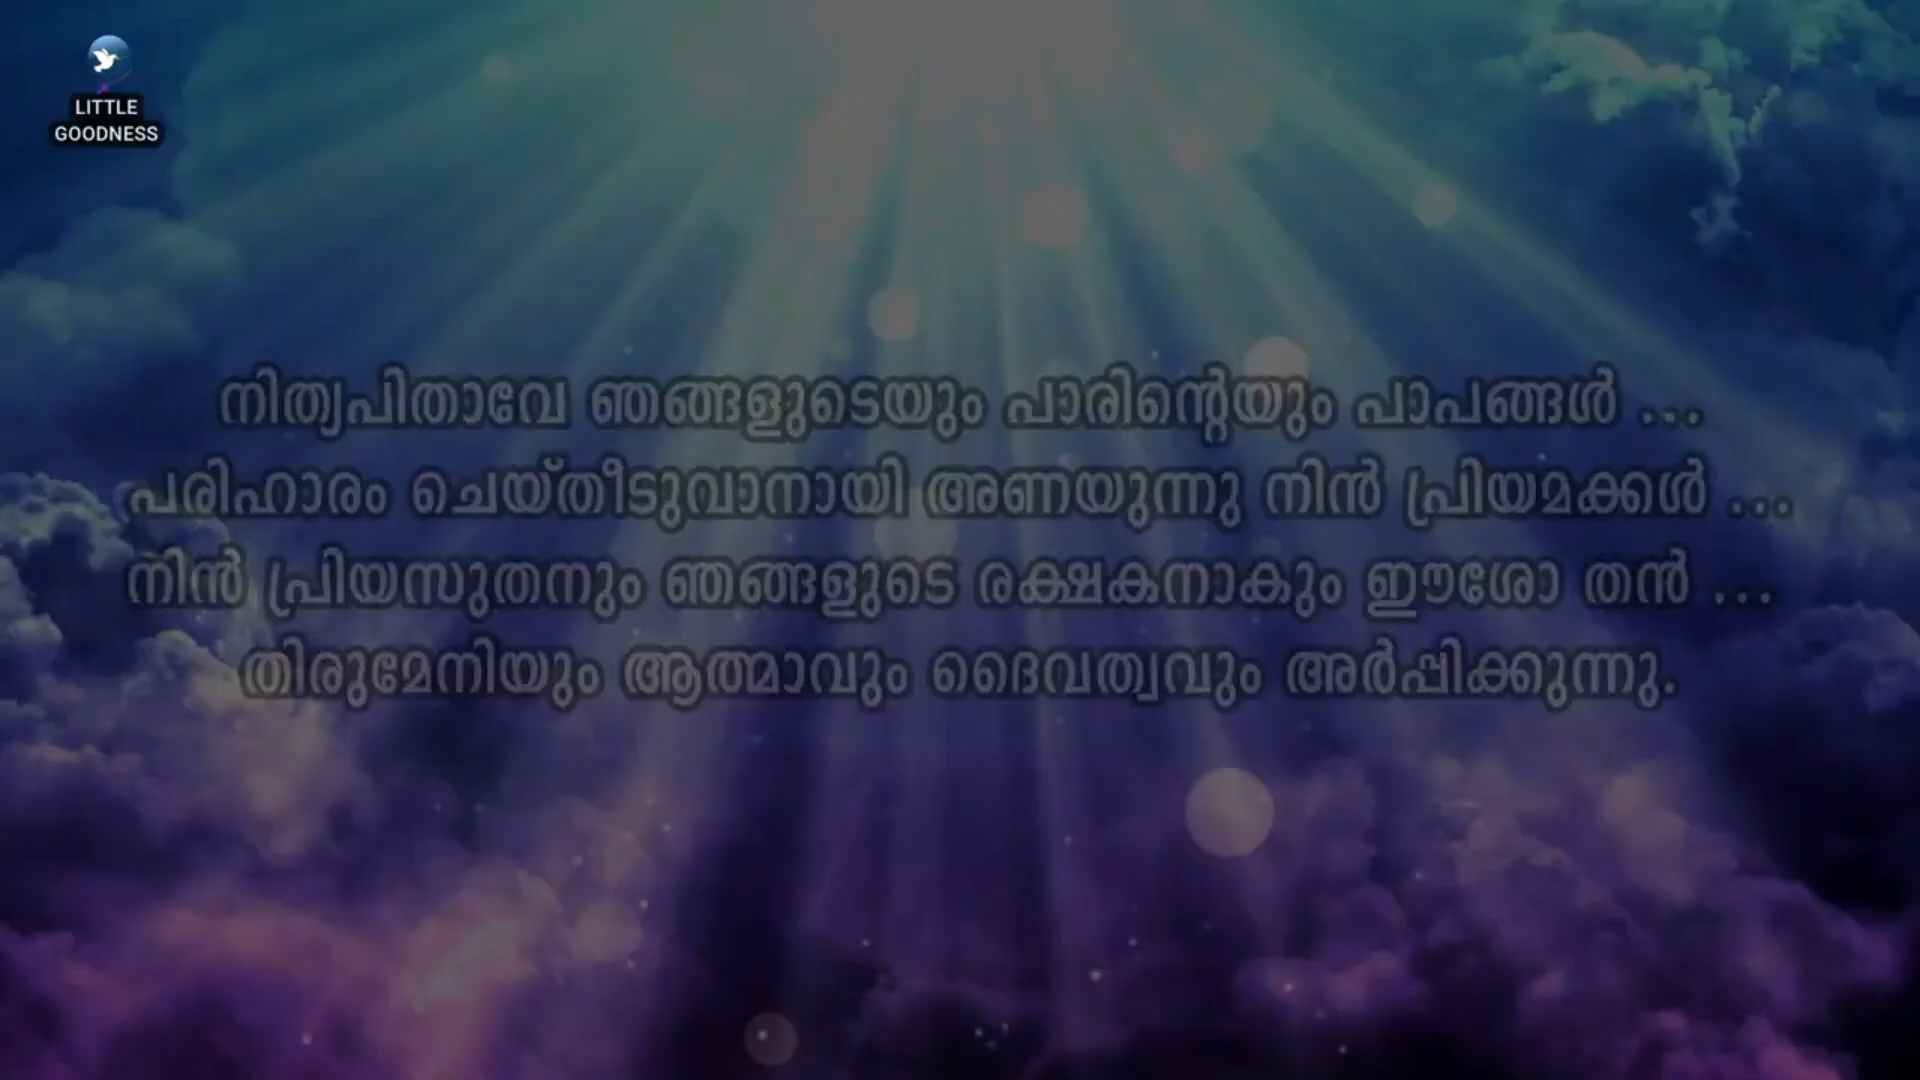 LITTLE
GOODNESS
നിത്യപിതാവേ ഞങ്ങളുടെയും പാരിന്റെയും പാപങ്ങൾ ...
പരിഹാരം ചെയ്തീടുവാനായി അണയുന്നു നിൻ പ്രിയമക്കൾ ...
നിൻ പ്രിയസുതനും ഞങ്ങളുടെ രക്ഷകനാകും ഈശോ തൻ ...
തിരുമേനിയും ആത്മാവും ദൈവത്വവും അർപ്പിക്കുന്നു.